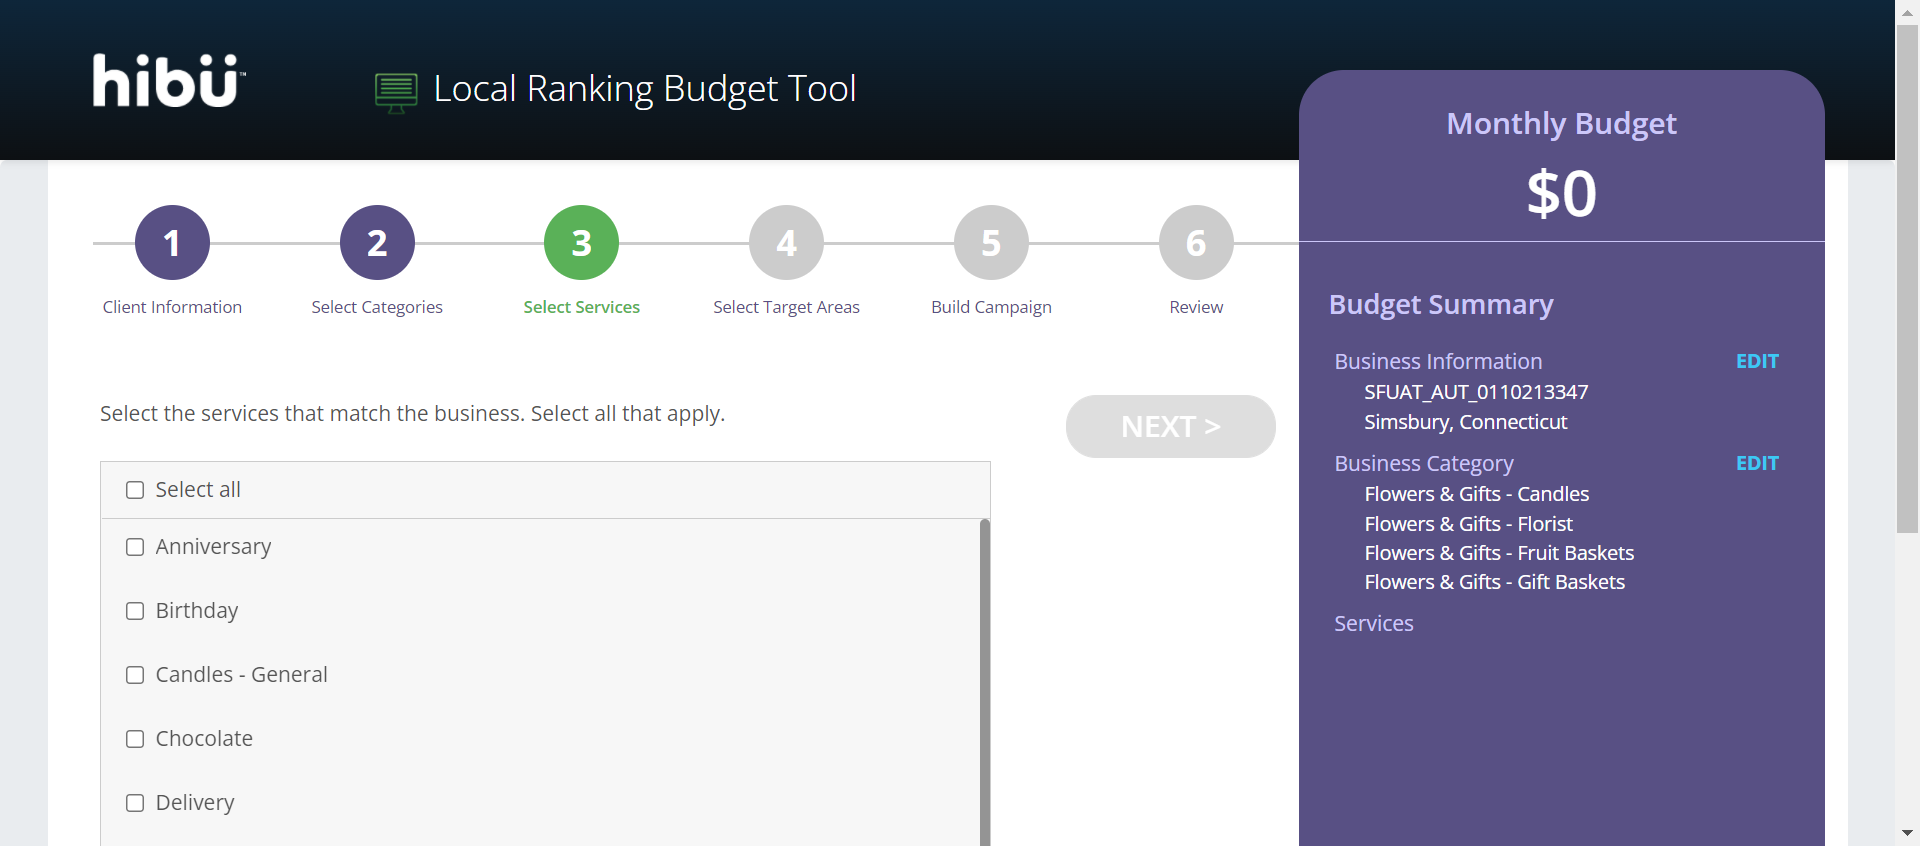 hibü™
Local Ranking Budget Tool
Monthly Budget
$0
1
2
3
4
5
6
Client Information
Select Categories
Select Services
Select Target Areas
Build Campaign
Review
Select the services that match the business. Select all that apply.
NEXT >
Select all
Anniversary
Birthday
Candles - General
Chocolate
Delivery
Budget Summary
Business Information
EDIT
SFUAT_AUT_0110213347
Simsbury, Connecticut
Business Category
EDIT
Flowers & Gifts - Candles
Flowers & Gifts - Florist
Flowers & Gifts - Fruit Baskets
Flowers & Gifts - Gift Baskets
Services